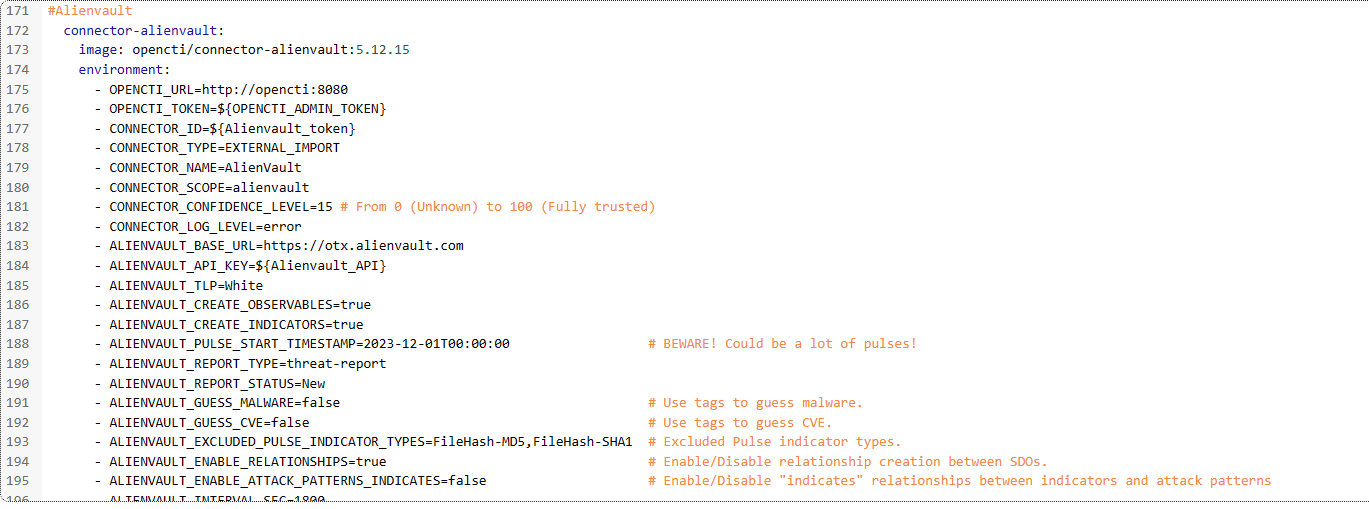 171 #Alienvault
172   connector-alienvault:
173     image: opencti/connector-alienvault:5.12.15
174     environment:
175       - OPENCTI_URL=http://opencti:8080
176       - OPENCTI_TOKEN=${OPENCTI_ADMIN_TOKEN}
177       - CONNECTOR_ID=${Alienvault_token}
178       - CONNECTOR_TYPE=EXTERNAL_IMPORT
179       - CONNECTOR_NAME=AlienVault
180       - CONNECTOR_SCOPE=alienvault
181       - CONNECTOR_CONFIDENCE_LEVEL=15 # From 0 (Unknown) to 100 (Fully trusted)
182       - CONNECTOR_LOG_LEVEL=error
183       - ALIENVAULT_BASE_URL=https://otx.alienvault.com
184       - ALIENVAULT_API_KEY=${Alienvault_API}
185       - ALIENVAULT_TLP=White
186       - ALIENVAULT_CREATE_OBSERVABLES=true
187       - ALIENVAULT_CREATE_INDICATORS=true
188       - ALIENVAULT_PULSE_START_TIMESTAMP=2023-12-01T00:00:00                  # BEWARE! Could be a lot of pulses!
189       - ALIENVAULT_REPORT_TYPE=threat-report
190       - ALIENVAULT_REPORT_STATUS=New
191       - ALIENVAULT_GUESS_MALWARE=false                                        # Use tags to guess malware.
192       - ALIENVAULT_GUESS_CVE=false                                            # Use tags to guess CVE.
193       - ALIENVAULT_EXCLUDED_PULSE_INDICATOR_TYPES=FileHash-MD5,FileHash-SHA1  # Excluded Pulse indicator types.
194       - ALIENVAULT_ENABLE_RELATIONSHIPS=true                                  # Enable/Disable relationship creation between SDOs.
195       - ALIENVAULT_ENABLE_ATTACK_PATTERNS_INDICATES=false                     # Enable/Disable "indicates" relationships between indicators and attack patterns
196       - ALIENVAULT_INTERVAL_SEC=1800